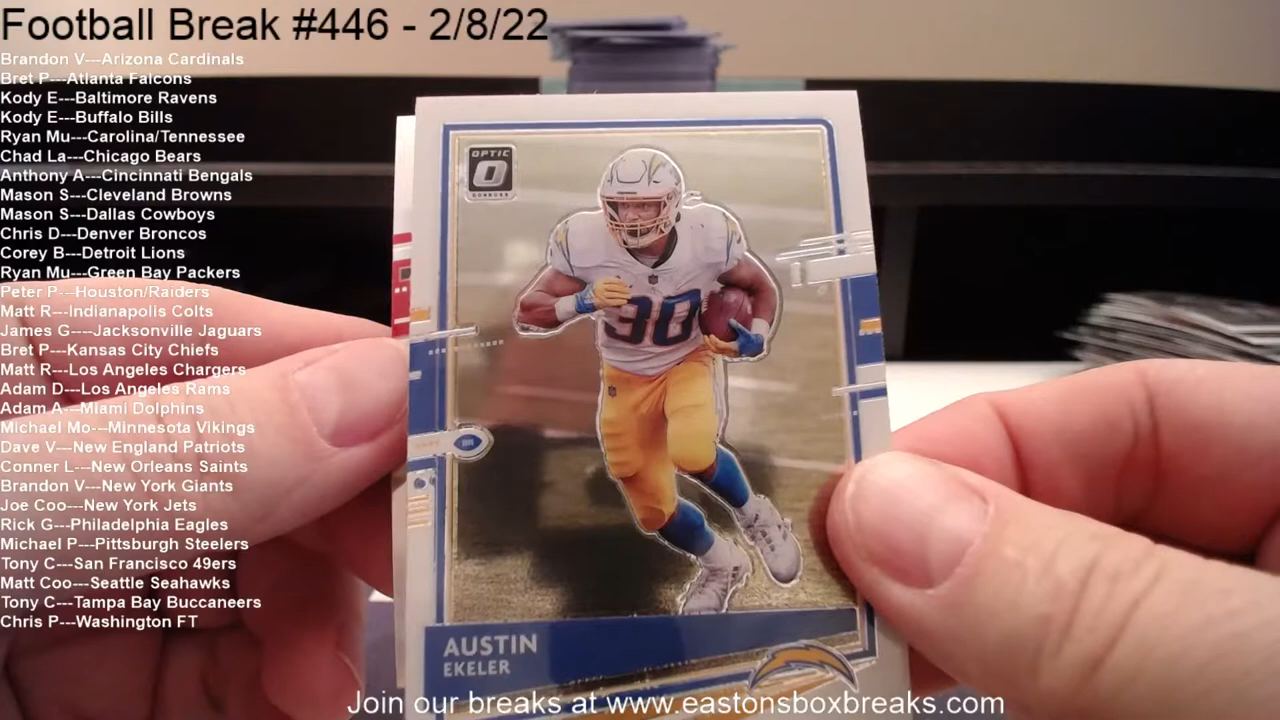 Football Break #446 - 2/8/22
Brandon V---Arizona Cardinals
Bret P---Atlanta Falcons
Kody E---Baltimore Ravens
Kody E---Buffalo Bills
Ryan Mu---Carolina/Tennessee
Chad La---Chicago Bears
Anthony A---Cincinnati Bengals
Mason S---Cleveland Browns
Mason S---Dallas Cowboys
Chris D---Denver Broncos
Corey B---Detroit Lions
Ryan Mu---Green Bay Packers
Peter P---Houston/Raiders
Matt R---Indianapolis Colts
James G----Jacksonville Jaguars
Bret P---Kansas City Chiefs
Matt R---Los Angeles Chargers
Adam D---Los Angeles Rams
Adam A---Miami Dolphins
Michael Mo---Minnesota Vikings
Dave V---New England Patriots
Conner L---New Orleans Saints
Brandon V---New York Giants
Joe Coo---New York Jets
Rick G---Philadelphia Eagles
Michael P---Pittsburgh Steelers
Tony C---San Francisco 49ers
Matt Coo---Seattle Seahawks
Tony C---Tampa Bay Buccaneers
Chris P---Washington FT
OPTIC
DONRUSS
30
AUSTIN
EKELER
Join our breaks at www.eastonsboxbreaks.com